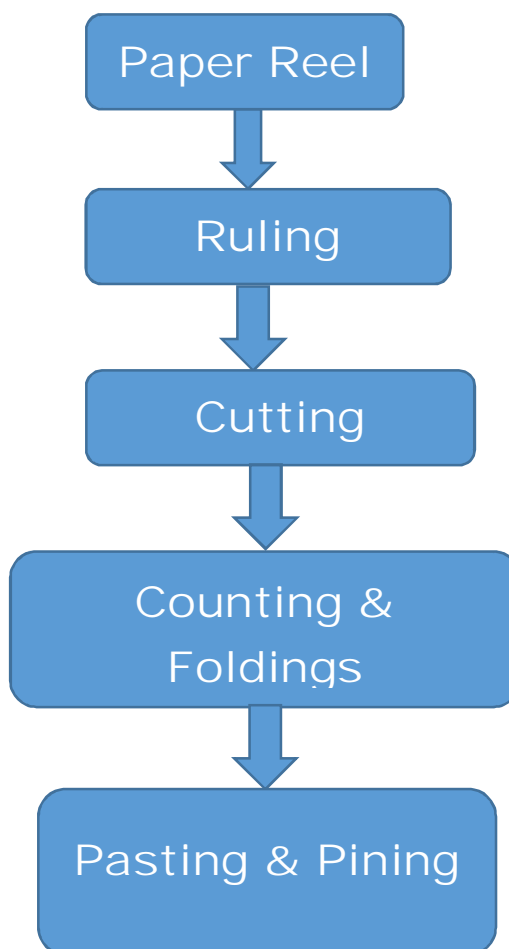 Paper Reel
Ruling
Cutting
Counting &
Foldings
Pasting & Pining